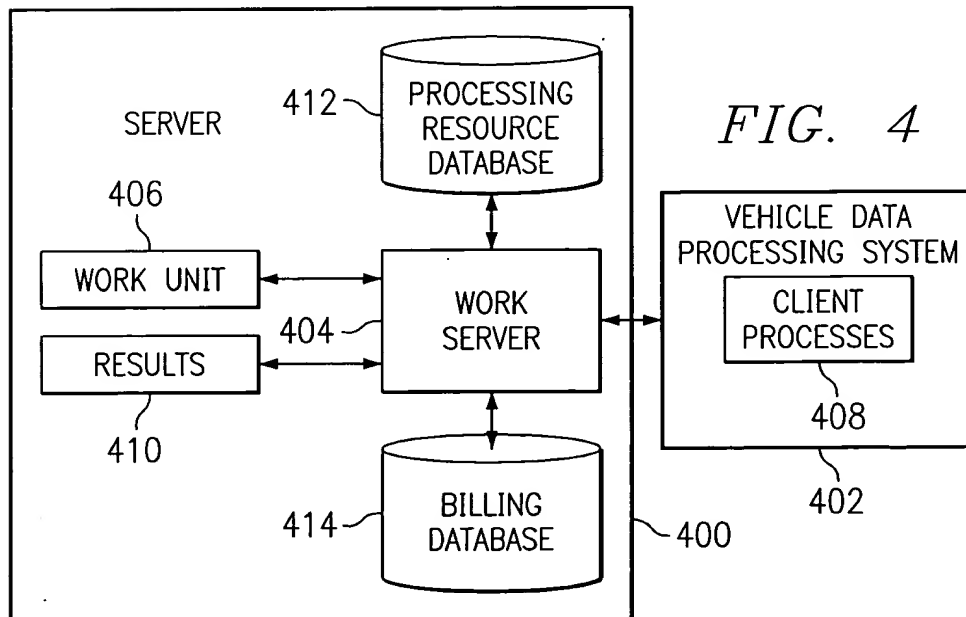 SERVER
412
PROCESSING
RESOURCE
DATABASE
FIG. 4
406
WORK UNIT
RESULTS
410
404
WORK
SERVER
VEHICLE DATA
PROCESSING SYSTEM
CLIENT
PROCESSES
408
402
414
BILLING
DATABASE
400